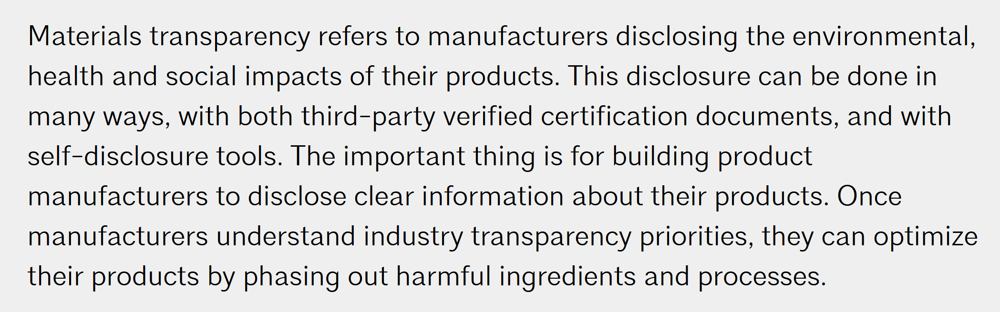 Materials transparency refers to manufacturers disclosing the environmental,
health and social impacts of their products. This disclosure can be done in
many ways, with both third-party verified certification documents, and with
self-disclosure tools. The important thing is for building product
manufacturers to disclose clear information about their products. Once
manufacturers understand industry transparency priorities, they can optimize
their products by phasing out harmful ingredients and processes.